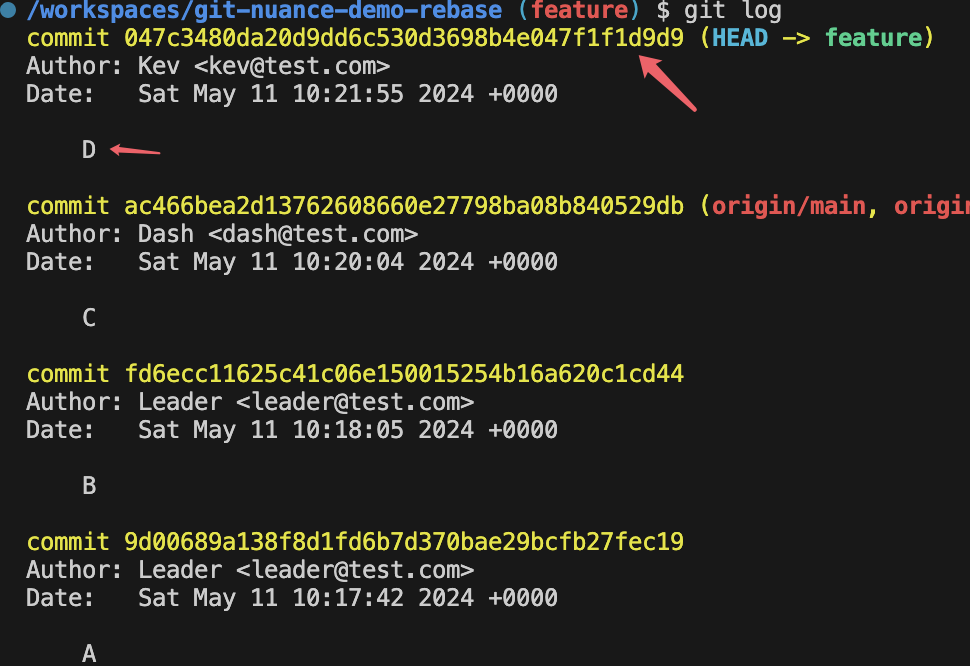 /workspaces/git-nuance-demo-rebase (feature) $ git log
commit 047c3480da20d9dd6c530d3698b4e047f1f1d9d9 (HEAD -> feature)
Author: Kev <kev@test.com>
Date:   Sat May 11 10:21:55 2024 +0000
D
commit ac466bea2d13762608660e27798ba08b840529db (origin/main, origin
Author: Dash <dash@test.com>
Date:   Sat May 11 10:20:04 2024 +0000
C
commit fd6ecc11625c41c06e150015254b16a620c1cd44
Author: Leader <leader@test.com>
Date:   Sat May 11 10:18:05 2024 +0000
B
commit 9d00689a138f8d1fd6b7d370bae29bcfb27fec19
Author: Leader <leader@test.com>
Date:   Sat May 11 10:17:42 2024 +0000
A